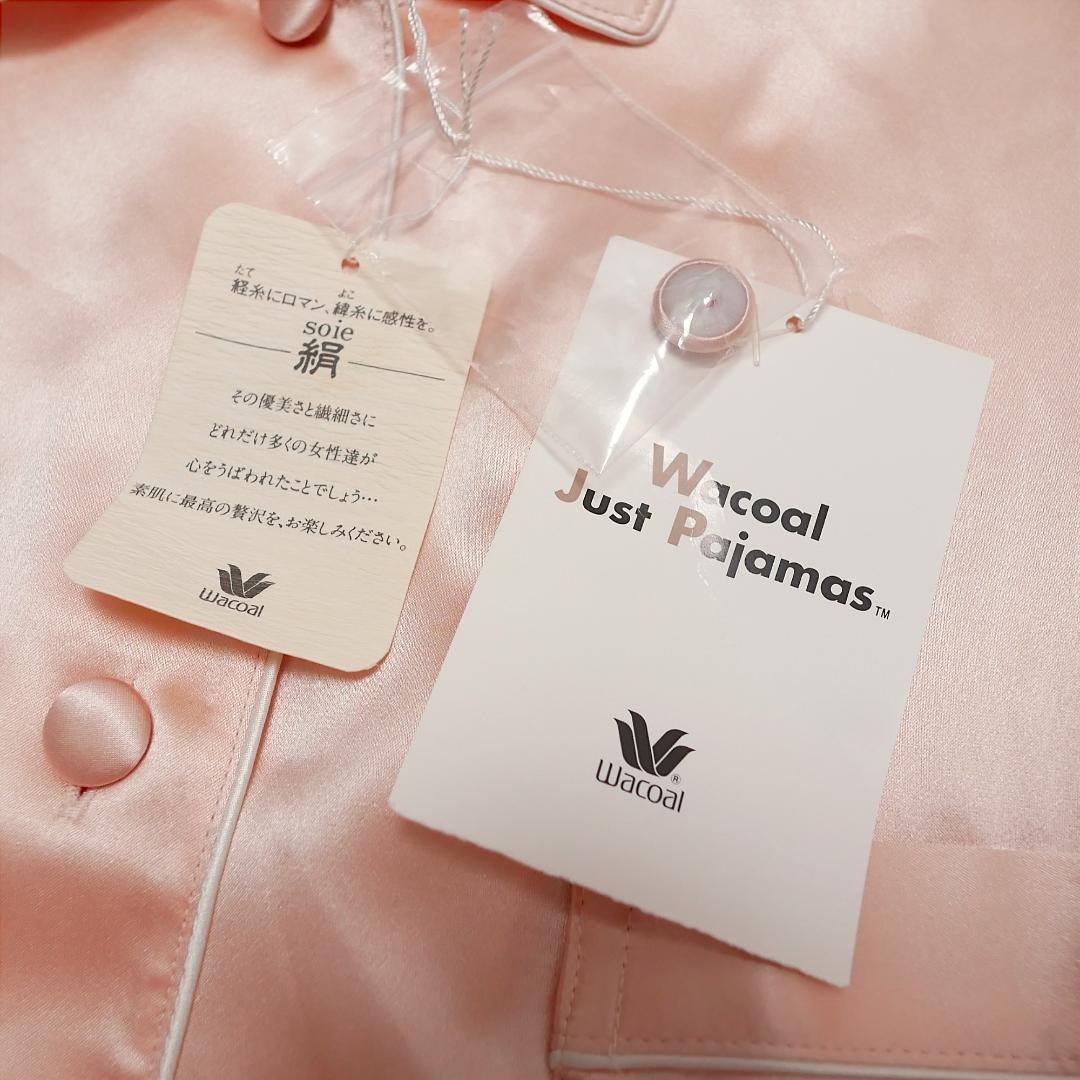 たて よこ
経糸にロマン、緯糸に感性を。
soie
絹
その優美さと繊細さに
どれだけ多くの女性達が
心をうばわれたことでしょう…
素肌に最高の贅沢を、お楽しみください。
Wacoal
Wacoal
Just Pajamas™
Wacoal®